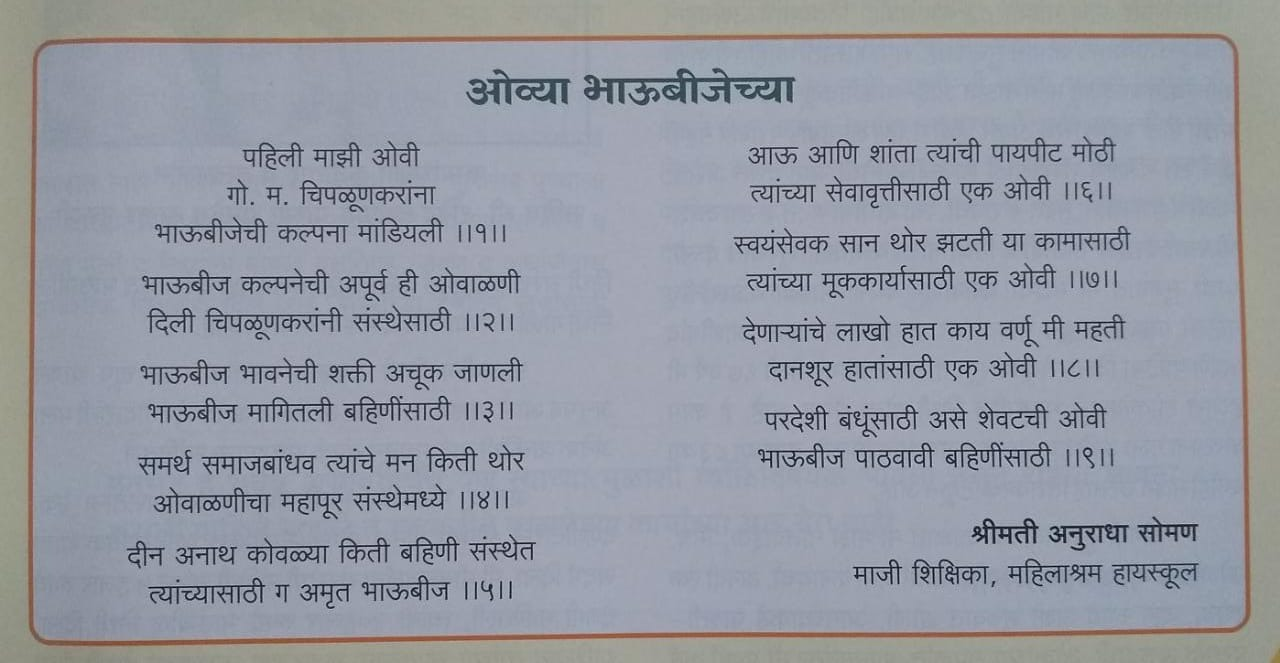 ओव्या भाऊबीजेच्या
पहिली माझी ओवी
गो. म. चिपळूणकरांना
भाऊबीजेची कल्पना मांडियली ।।१।।
भाऊबीज कल्पनेची अपूर्व ही ओवाळणी
दिली चिपळूणकरांनी संस्थेसाठी ।।२।।
भाऊबीज भावनेची शक्ती अचूक जाणली
भाऊबीज मागितली बहिणींसाठी ।।३।।
समर्थ समाजबांधव त्यांचे मन किती थोर
ओवाळणीचा महापूर संस्थेमध्ये ।।४।।
दीन अनाथ कोवळ्या किती बहिणी संस्थेत
त्यांच्यासाठी ग अमृत भाऊबीज ।।५।।
आऊ आणि शांता त्यांची पायपीट मोठी
त्यांच्या सेवावृत्तीसाठी एक ओवी ।।६।।
स्वयंसेवक सान थोर झटती या कामासाठी
त्यांच्या मूककार्यासाठी एक ओवी ।।७।।
देणाऱ्यांचे लाखो हात काय वर्णू मी महती
दानशूर हातांसाठी एक ओवी ।।८।।
परदेशी बंधूंसाठी असे शेवटची ओवी
भाऊबीज पाठवावी बहिणींसाठी ।।९।।
श्रीमती अनुराधा सोमण
माजी शिक्षिका, महिलाश्रम हायस्कूल